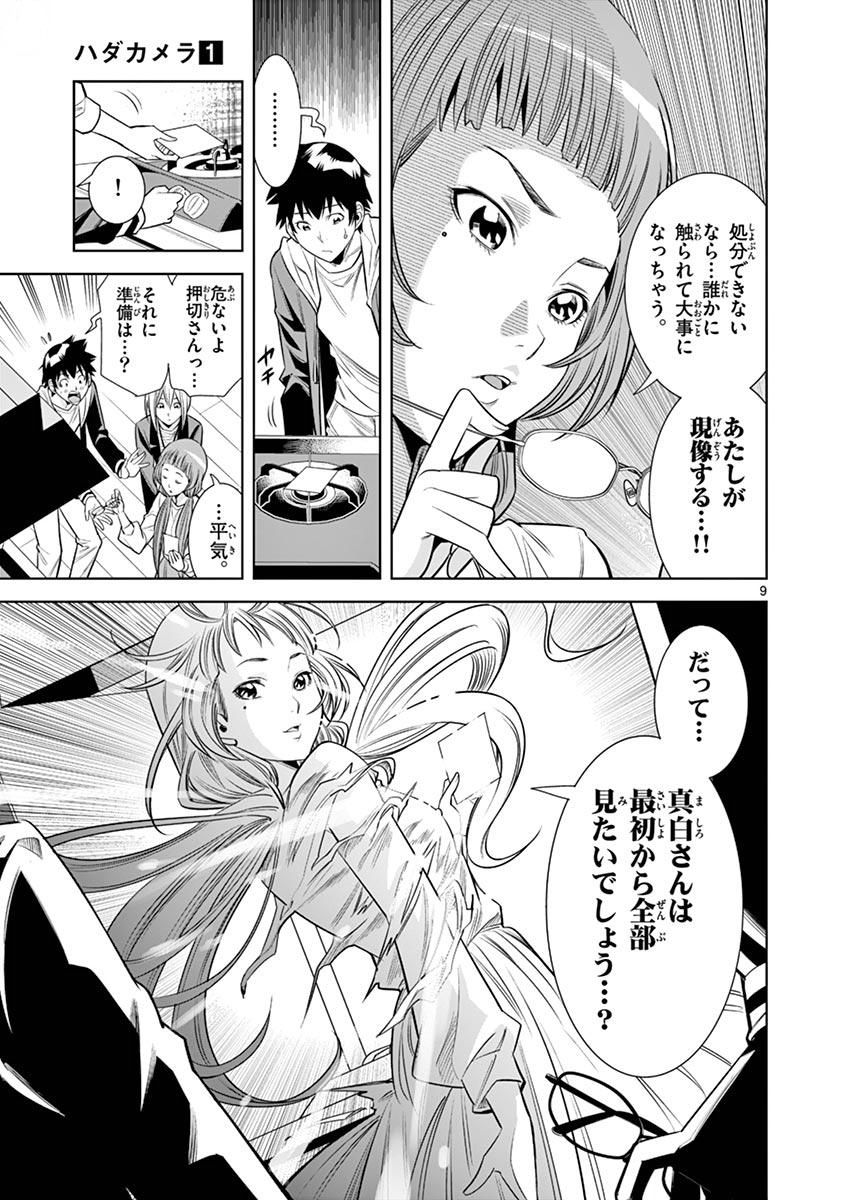 ハダカメラ1
処分できない
なら…誰かに
触られて大事に
なっちゃう。
あたしが
現像する…!!
………
ヤキ
！
危ないよ
押切さんっ…
それに
準備は…？
…平気。
9
だって…
真白さんは
最初から全部
見たいでしょう…？